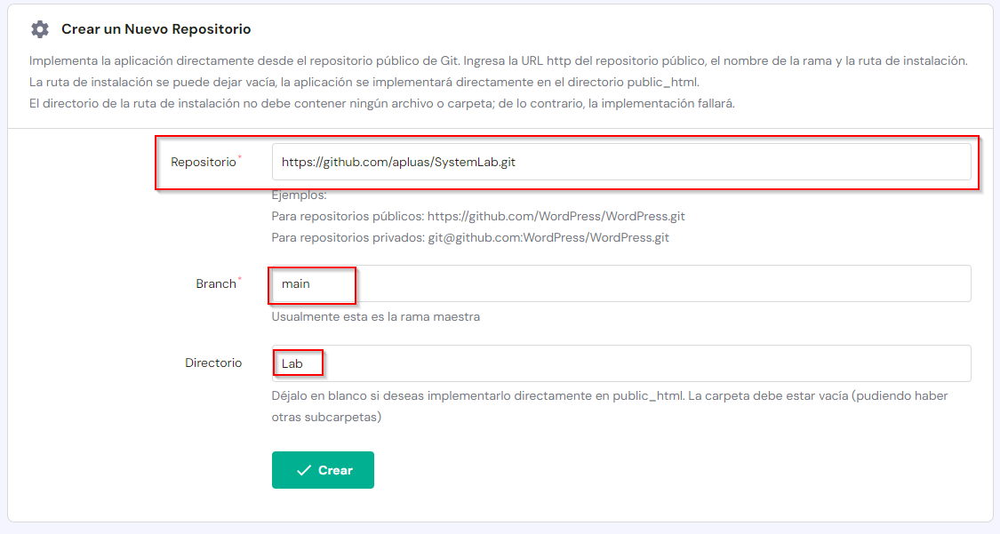 Crear un Nuevo Repositorio
Implementa la aplicación directamente desde el repositorio público de Git. Ingresa la URL http del repositorio público, el nombre de la rama y la ruta de instalación.
La ruta de instalación se puede dejar vacía, la aplicación se implementará directamente en el directorio public_html.
El directorio de la ruta de instalación no debe contener ningún archivo o carpeta; de lo contrario, la implementación fallará.
Repositorio* https://github.com/apluas/SystemLab.git
Ejemplos:
Para repositorios públicos: https://github.com/WordPress/WordPress.git
Para repositorios privados: git@github.com:WordPress/WordPress.git
Branch* main
Usualmente esta es la rama maestra
Directorio Lab
Déjalo en blanco si deseas implementarlo directamente en public_html. La carpeta debe estar vacía (pudiendo haber
otras subcarpetas)
Crear